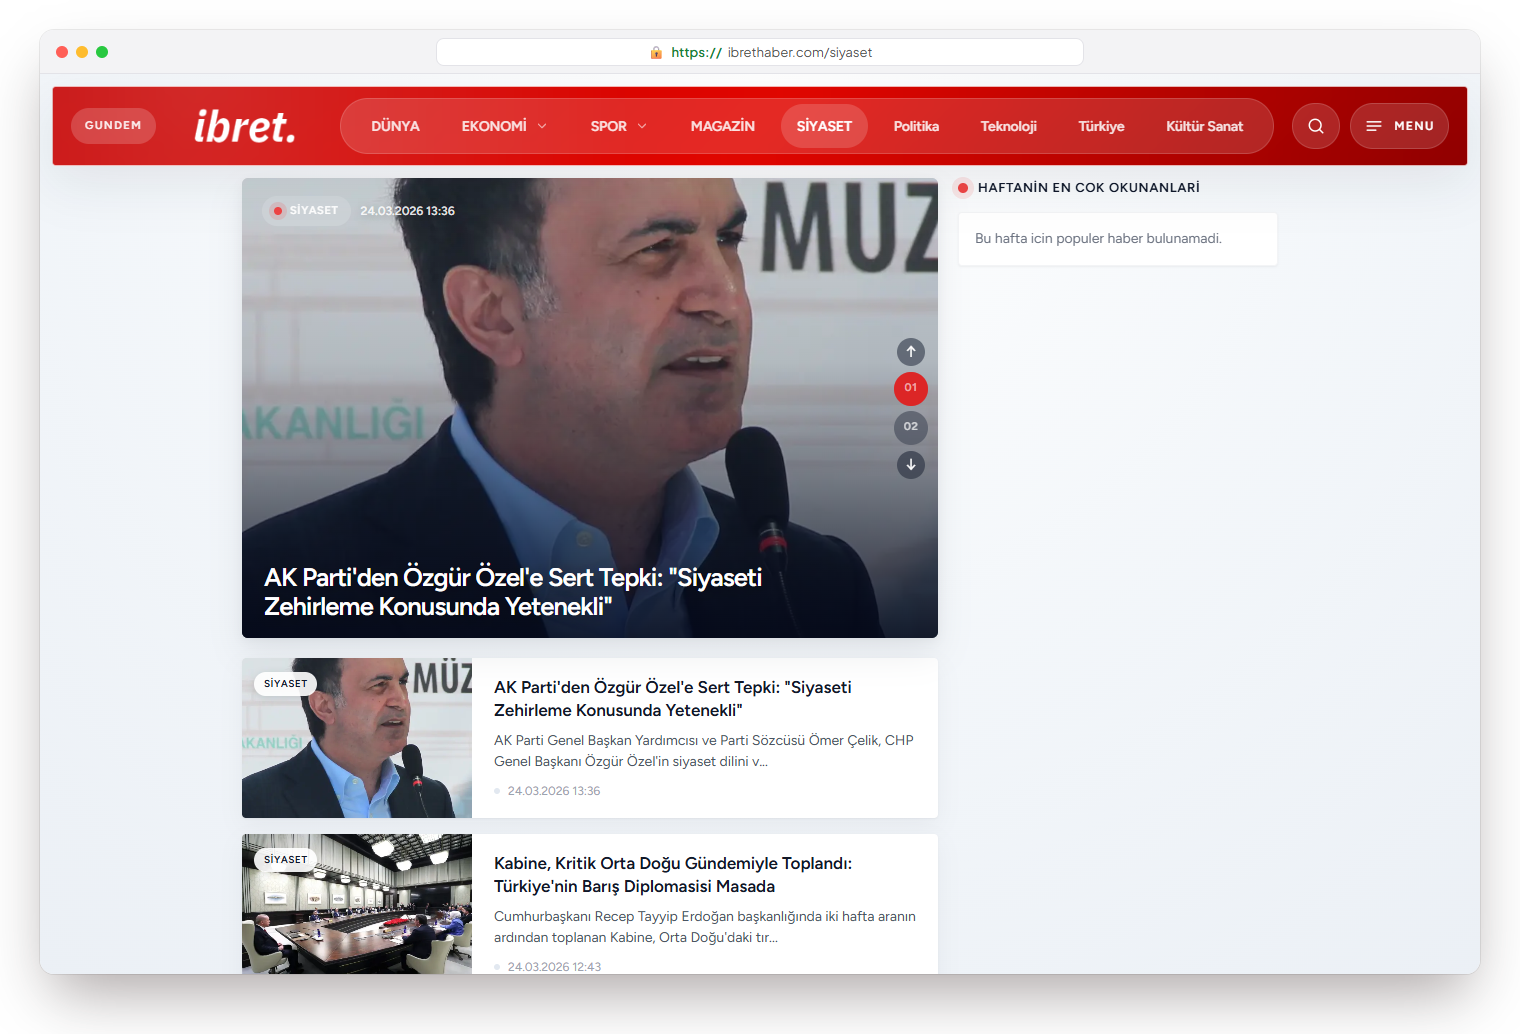 https:// ibrethaber.com/siyaset
GUNDEM
ibret.
DÜNYA
EKONOMİ
SPOR
MAGAZİN
SİYASET
Politika
Teknoloji
Türkiye
Kültür Sanat
MENU
SİYASET
24.03.2026 13:36
MUZ
AKANLIĞI
01
02
AK Parti'den Özgür Özel'e Sert Tepki: "Siyaseti
Zehirleme Konusunda Yetenekli"
HAFTANİN EN COK OKUNANLARİ
Bu hafta icin populer haber bulunamadi.
SİYASET
MÜZ
AKANLIĞI
AK Parti'den Özgür Özel'e Sert Tepki: "Siyaseti
Zehirleme Konusunda Yetenekli"
AK Parti Genel Başkan Yardımcısı ve Parti Sözcüsü Ömer Çelik, CHP
Genel Başkanı Özgür Özel'in siyaset dilini v...
24.03.2026 13:36
SİYASET
Kabine, Kritik Orta Doğu Gündemiyle Toplandı:
Türkiye'nin Barış Diplomasisi Masada
Cumhurbaşkanı Recep Tayyip Erdoğan başkanlığında iki hafta aranın
ardından toplanan Kabine, Orta Doğu'daki tır...
24.03.2026 12:43